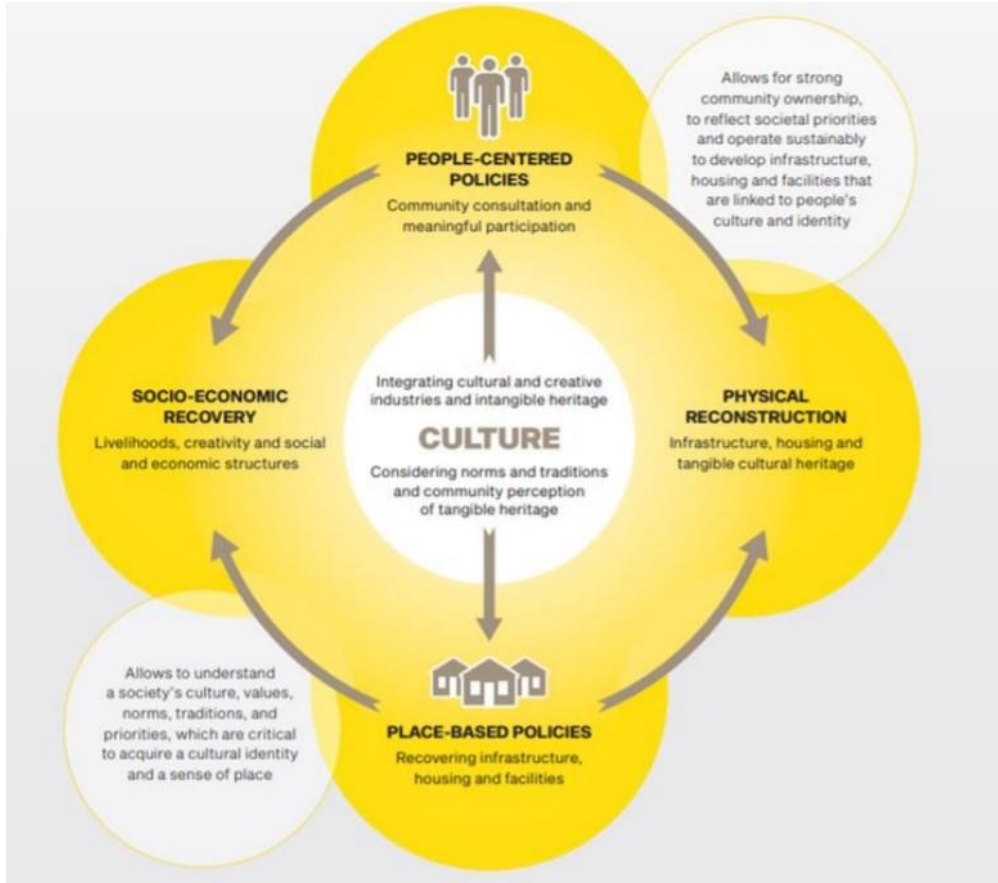 PEOPLE-CENTERED
POLICIES
Community consultation and
meaningful participation
Allows for strong
community ownership,
to reflect societal priorities
and operate sustainably
to develop infrastructure,
housing and facilities that
are linked to people's
culture and identity
SOCIO-ECONOMIC
RECOVERY
Livelihoods, creativity and social
and economic structures
Integrating cultural and creative
industries and intangible heritage
CULTURE
Considering norms and traditions
and community perception
of tangible heritage
PHYSICAL
RECONSTRUCTION
Infrastructure, housing and
tangible cultural heritage
Allows to understand
a society's culture, values,
norms, traditions, and
priorities, which are critical
to acquire a cultural identity
and a sense of place
PLACE-BASED POLICIES
Recovering infrastructure,
housing and facilities